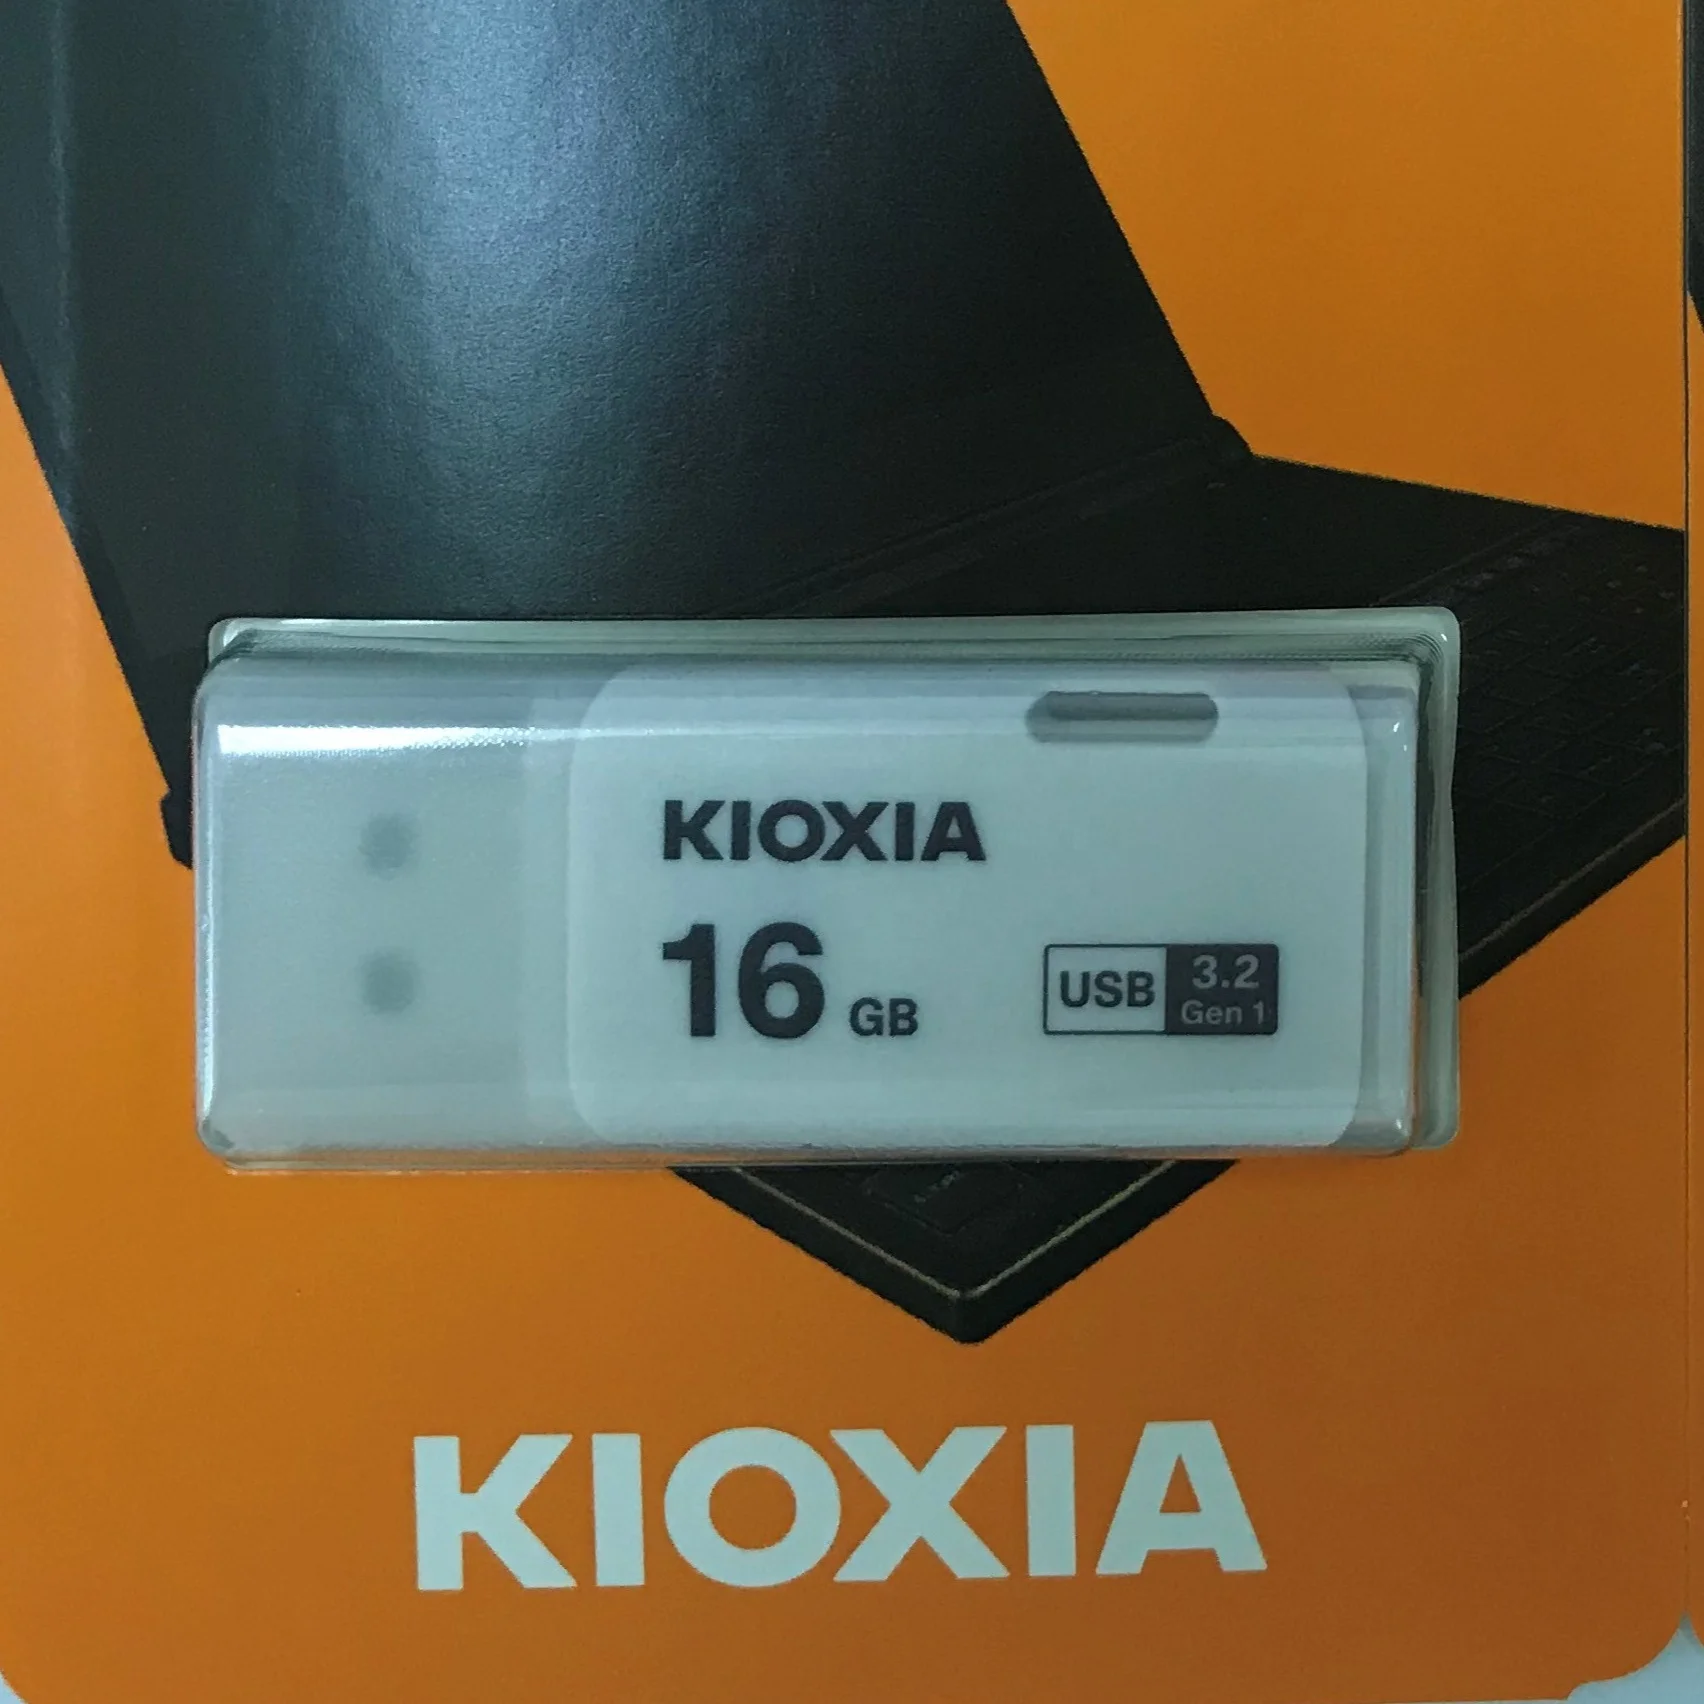 KIOXIA
16 GB
USB 3.2
Gen 1
KIOXIA